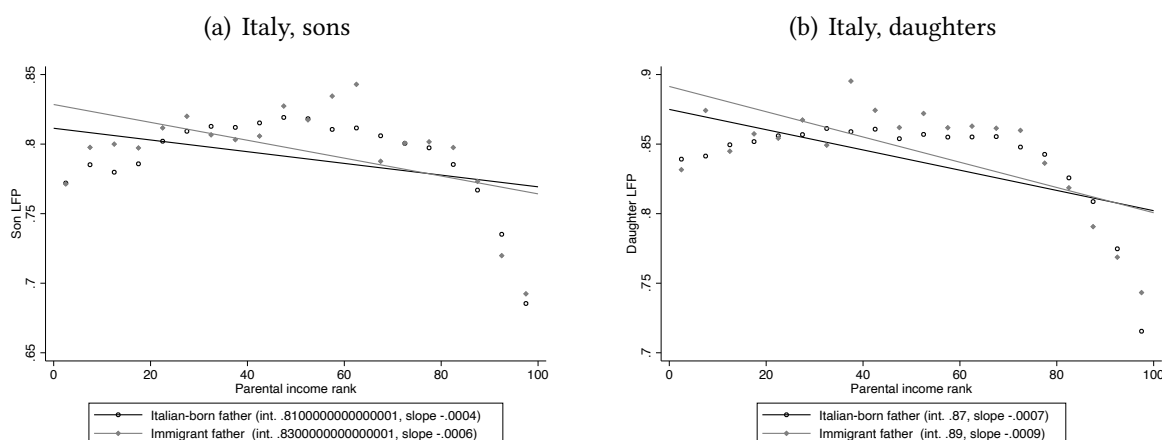 (a) Italy, sons
.85
.8
.75
.7
.65
Son LFP
0 20 40 60 80 100
Parental income rank
Italian-born father (int. .8100000000000001, slope -.0004)
Immigrant father (int. .8300000000000001, slope -.0006)
(b) Italy, daughters
.9
.85
.8
.75
.7
Daughter LFP
0 20 40 60 80 100
Parental income rank
Italian-born father (int. .87, slope -.0007)
Immigrant father (int. .89, slope -.0009)